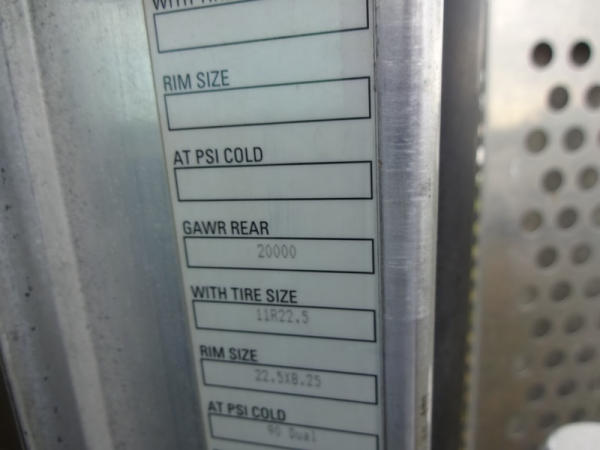 WITH
RIM SIZE
AT PSI COLD
GAWR REAR
20000
WITH TIRE SIZE
11R22.5
RIM SIZE
22.5X8.25
AT PSI COLD
90 Dual